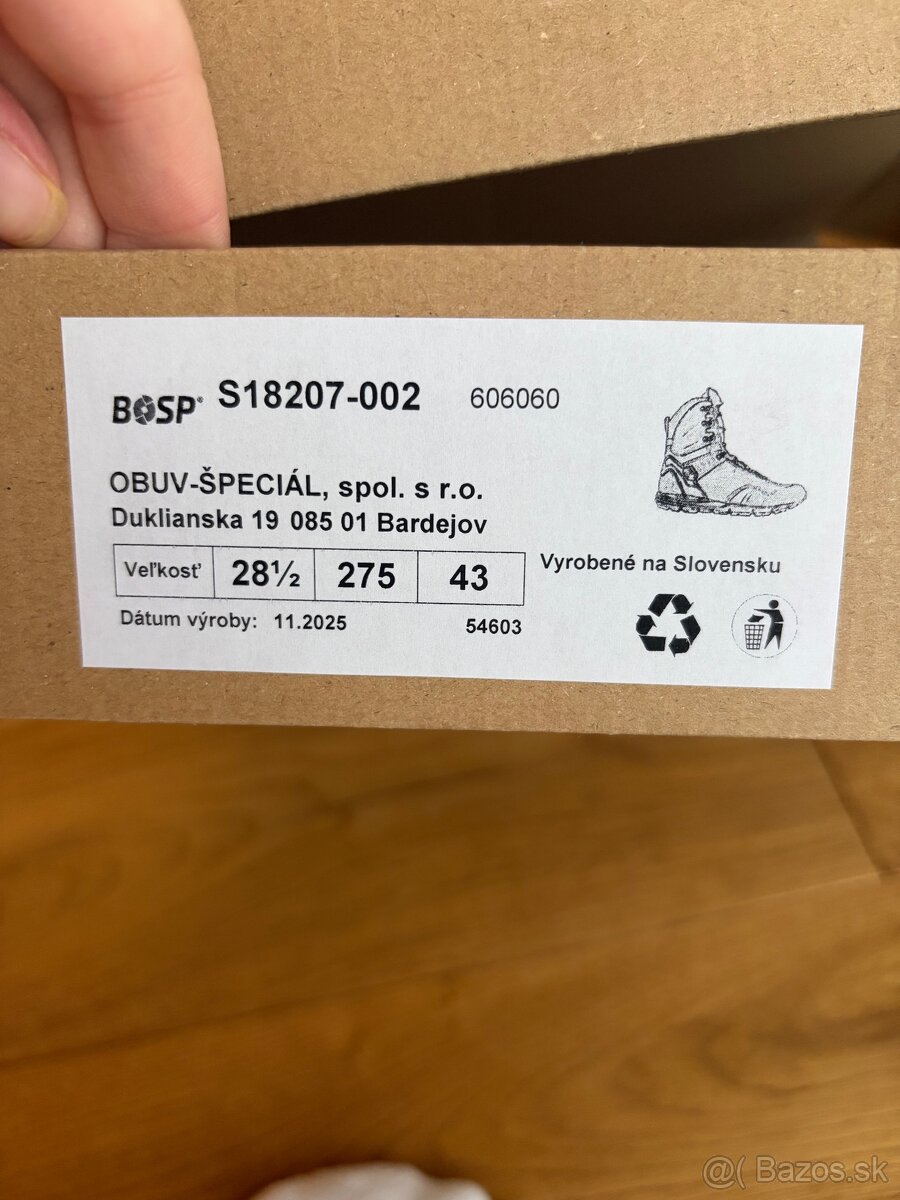 BOSP® S18207-002 606060
OBUV-ŠPECIÁL, spol. s r.o.
Duklianska 19 085 01 Bardejov
Veľkosť 28½ 275 43
Vyrobené na Slovensku
Dátum výroby: 11.2025 54603
@( Bazos.sk